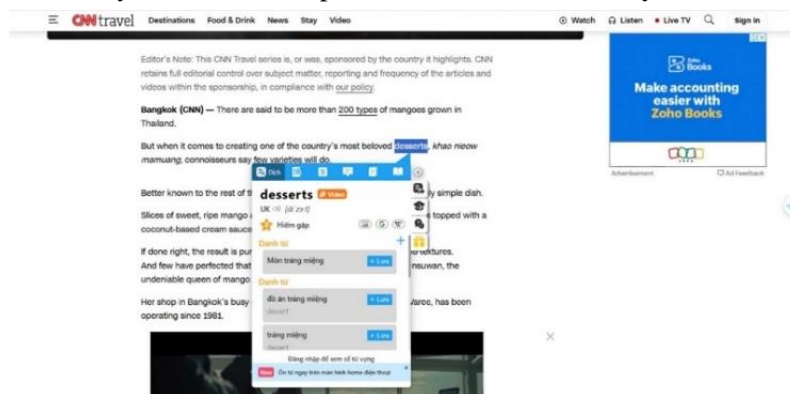 CNN travel Destinations Food & Drink News Stay Video Watch Listen Live TV Sign in
Editor's Note: This CNN Travel series is, or was, sponsored by the country it highlights. CNN
retains full editorial control over subject matter, reporting and frequency of the articles and
videos within the sponsorship, in compliance with our policy.
Bangkok (CNN) — There are said to be more than 200 types of mangoes grown in
Thailand.
But when it comes to creating one of the country's most beloved desserts, khao nieow
mamuang, connoisseurs say few varieties will do.
Better known to the rest of t
ly simple dish.
Slices of sweet, ripe mango
topped with a
coconut-based cream sauce
If done right, the result is pur
textures.
And few have perfected that
nsuwan, the
undeniable queen of mango
Her shop in Bangkok's busy
Varee, has been
operating since 1981.
Dịch
desserts Video
UK
Hiếm gặp
Danh từ
Món tráng miệng + Lưu
Danh từ
đồ ăn tráng miệng + Lưu
dessert
tráng miệng + Lưu
dessert
Đăng nhập để xem sổ từ vựng
New Ôn từ ngay trên màn hình home điện thoại
Zoho
Books
Make accounting
easier with
Zoho Books
Advertisement Ad Feedback